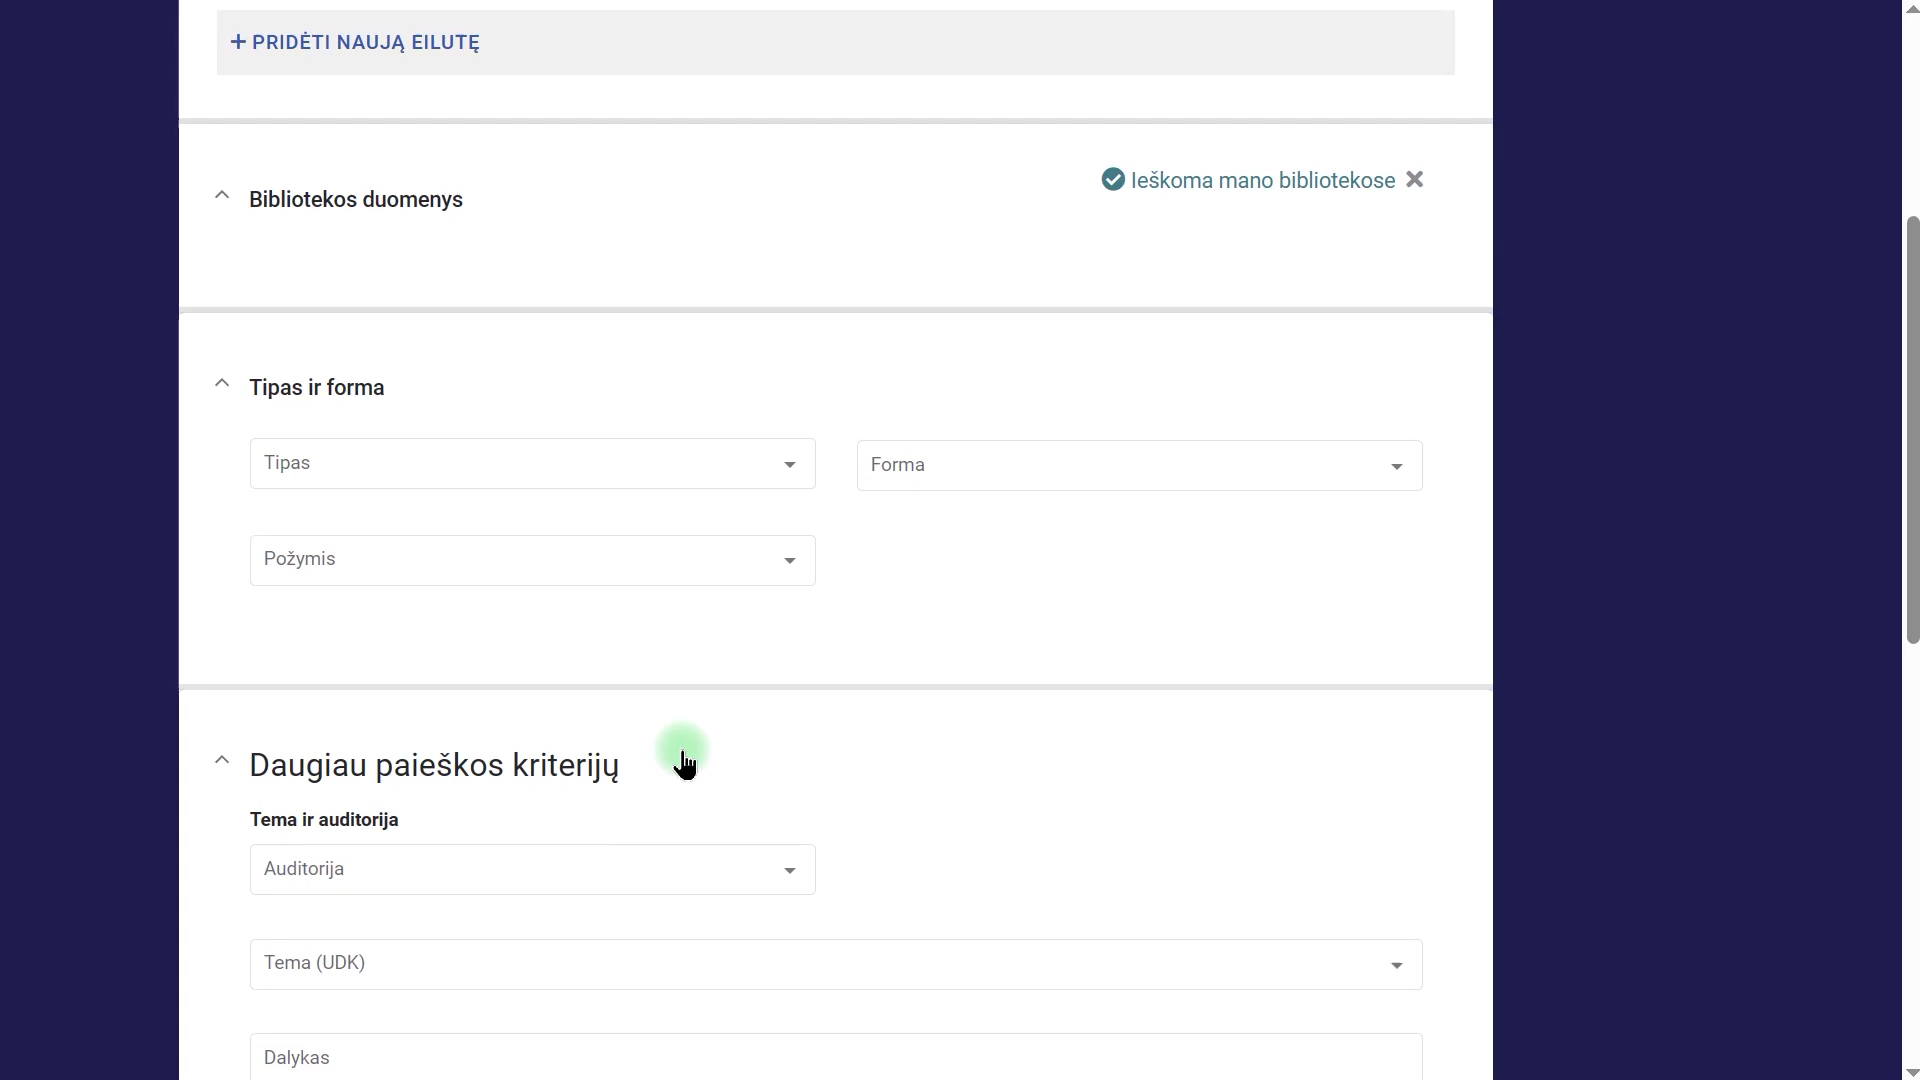 + PRIDĖTI NAUJĄ EILUTĘ
Ieškoma mano bibliotekose
Bibliotekos duomenys
Tipas ir forma
Tipas
Forma
Požymis
Daugiau paieškos kriterijų
Tema ir auditorija
Auditorija
Tema (UDK)
Dalykas